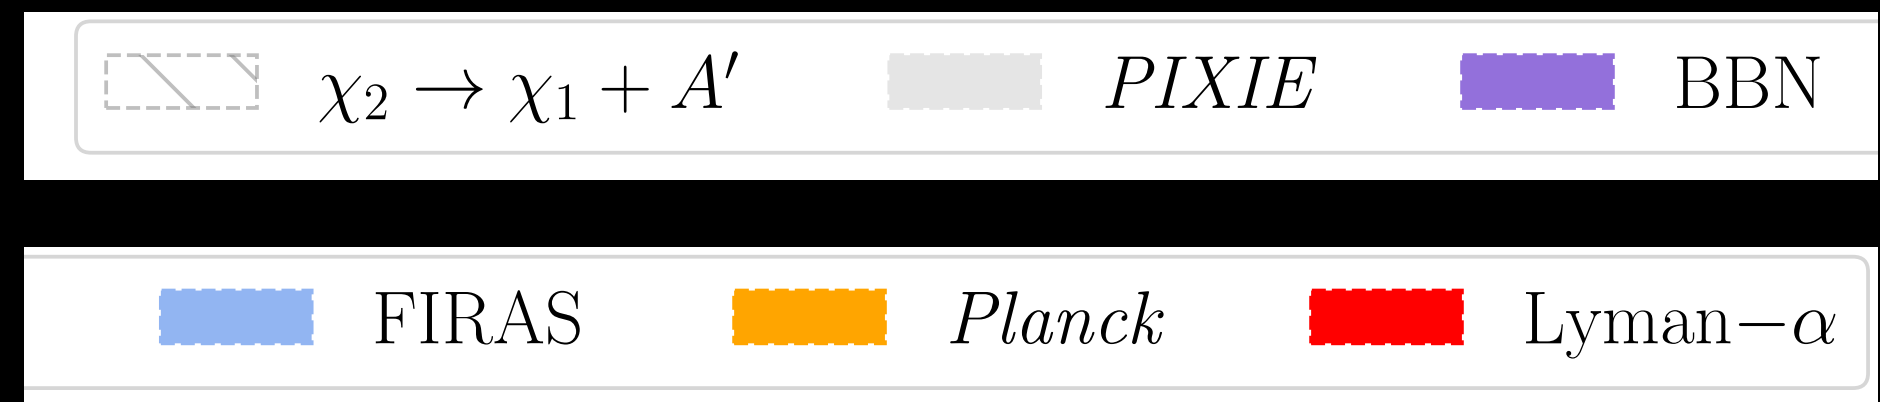 χ₂ → χ₁ + A′ PIXIE BBN
FIRAS Planck Lyman−α